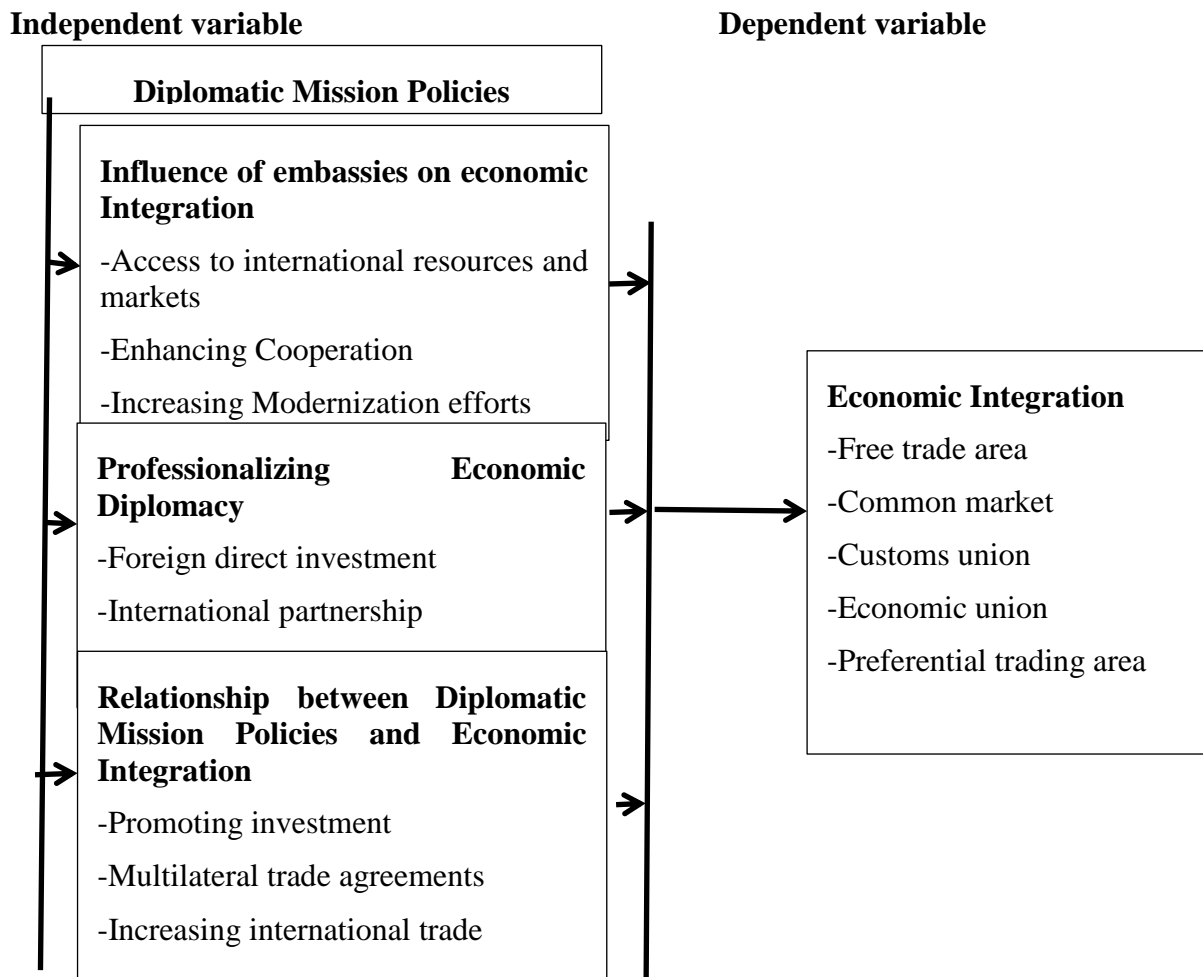 Independent variable
Dependent variable
Diplomatic Mission Policies
Influence of embassies on economic
Integration
-Access to international resources and
markets
-Enhancing Cooperation
-Increasing Modernization efforts
Professionalizing Economic
Diplomacy
-Foreign direct investment
-International partnership
Relationship between Diplomatic
Mission Policies and Economic
Integration
-Promoting investment
-Multilateral trade agreements
-Increasing international trade
Economic Integration
-Free trade area
-Common market
-Customs union
-Economic union
-Preferential trading area